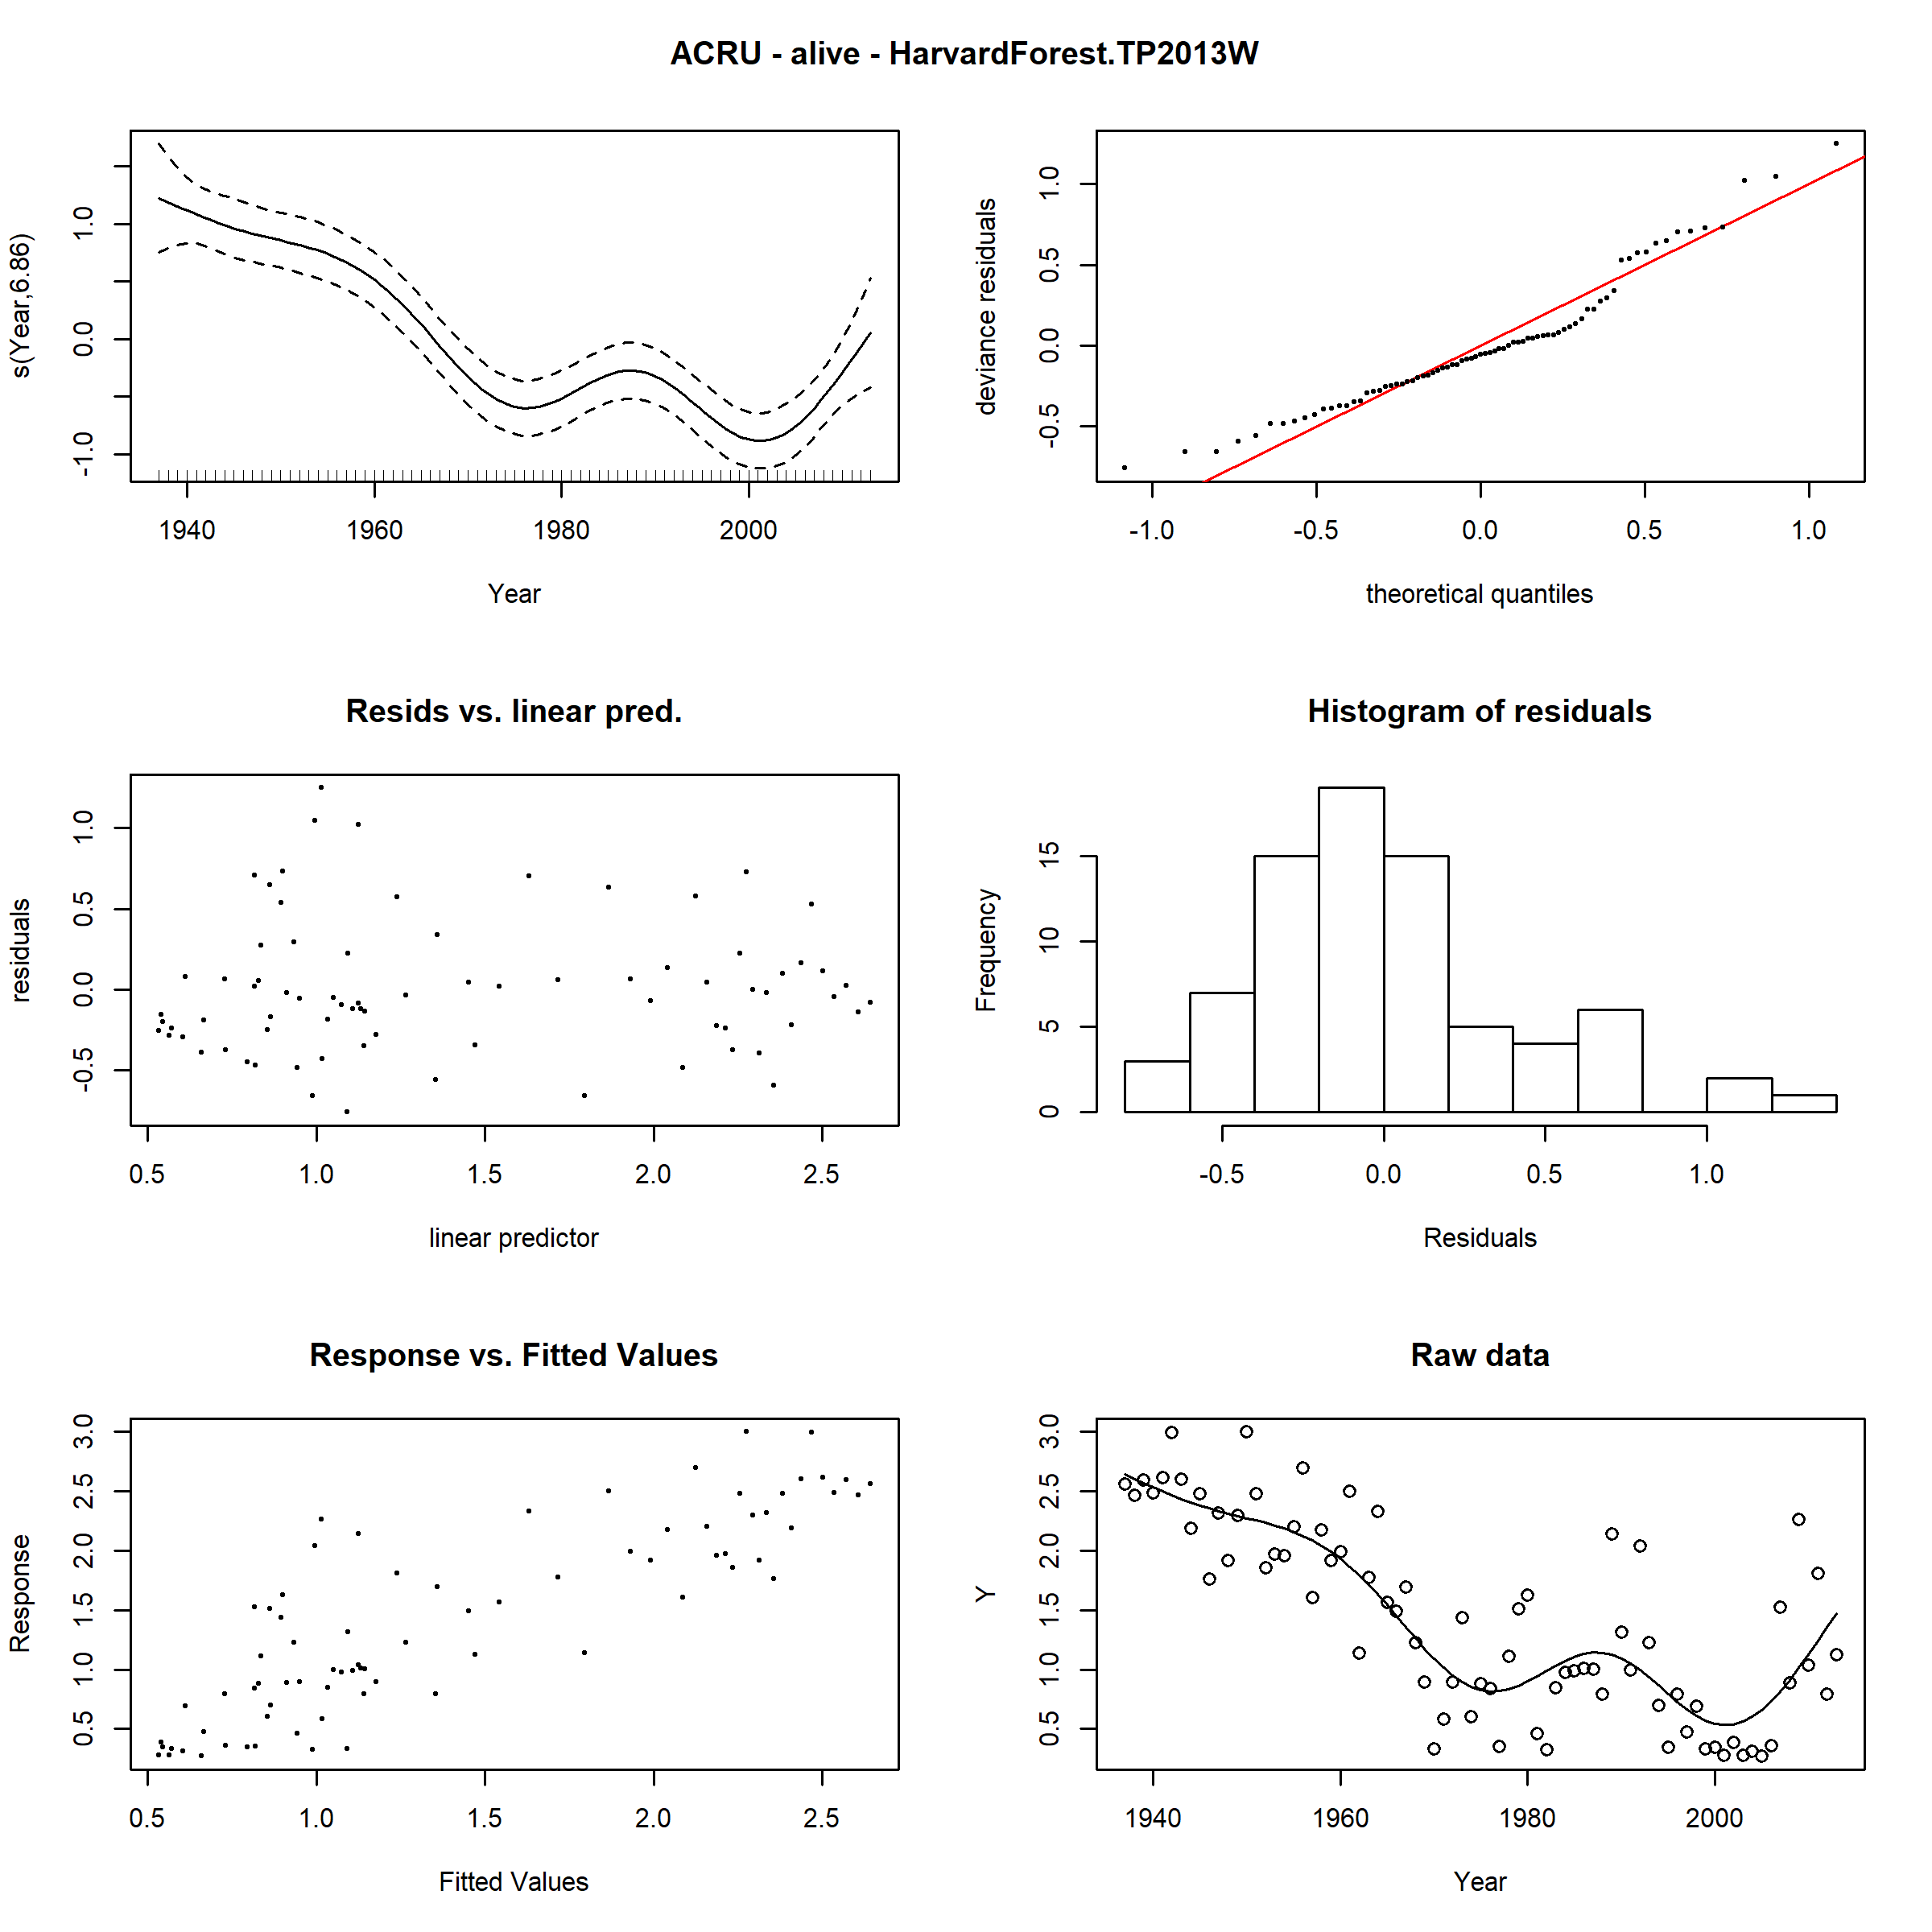 ACRU - alive - HarvardForest.TP2013W
s(Year,6.86)
-1.0 0.0 1.0
1940 1960 1980 2000
Year
deviance residuals
-0.5 0.0 0.5 1.0
-1.0 -0.5 0.0 0.5 1.0
theoretical quantiles
Resids vs. linear pred.
residuals
-0.5 0.0 0.5 1.0
0.5 1.0 1.5 2.0 2.5
linear predictor
Histogram of residuals
Frequency
0 5 10 15
-0.5 0.0 0.5 1.0
Residuals
Response vs. Fitted Values
Response
0.5 1.0 1.5 2.0 2.5 3.0
0.5 1.0 1.5 2.0 2.5
Fitted Values
Raw data
Y
0.5 1.0 1.5 2.0 2.5 3.0
1940 1960 1980 2000
Year